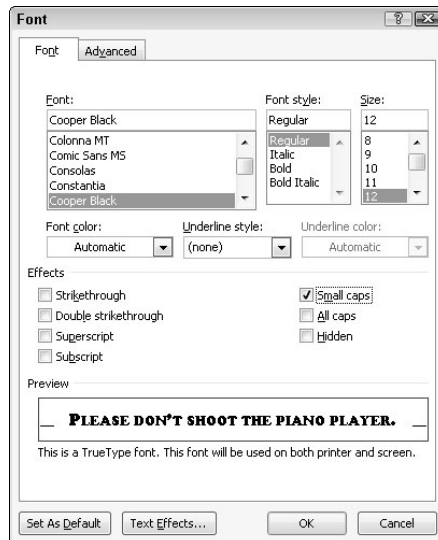 Font
Font Advanced
Font: Font style: Size:
Cooper Black Regular 12
Colonna MT Regular 8
Comic Sans MS Italic 9
Consolas Bold 10
Constantia Bold Italic 11
Cooper Black 12
Font color: Underline style: Underline color:
Automatic (none) Automatic
Effects
Strikethrough Small caps
Double strikethrough All caps
Superscript Hidden
Subscript
Preview
PLEASE DON'T SHOOT THE PIANO PLAYER.
This is a TrueType font. This font will be used on both printer and screen.
Set As Default Text Effects... OK Cancel